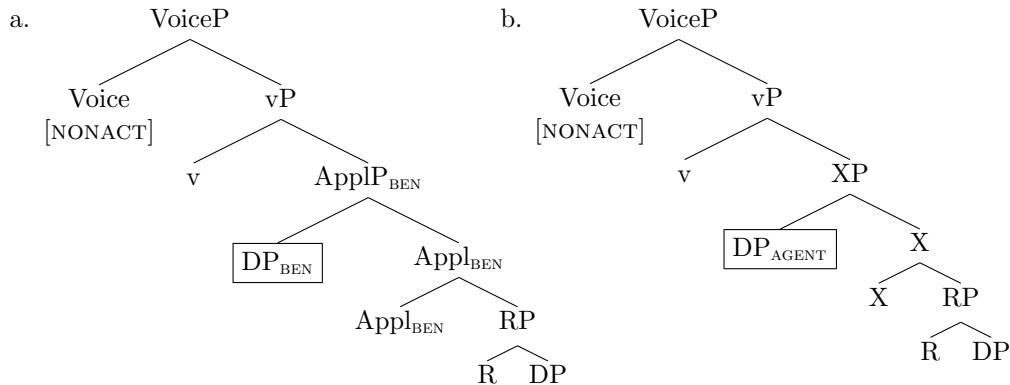 a. VoiceP
Voice vP
[NONACT]
v ApplP_BEN
DP_BEN Appl_BEN
Appl_BEN RP
R DP
b. VoiceP
Voice vP
[NONACT]
v XP
DP_AGENT X
X RP
R DP